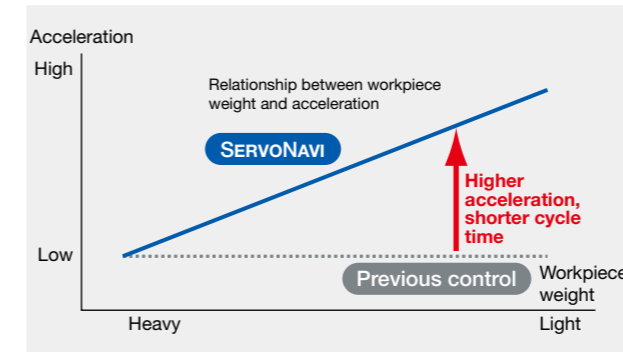 Acceleration
High
Relationship between workpiece
weight and acceleration
SERVONAVI
Higher
acceleration,
shorter cycle
time
Low
Previous control
Workpiece
weight
Heavy
Light